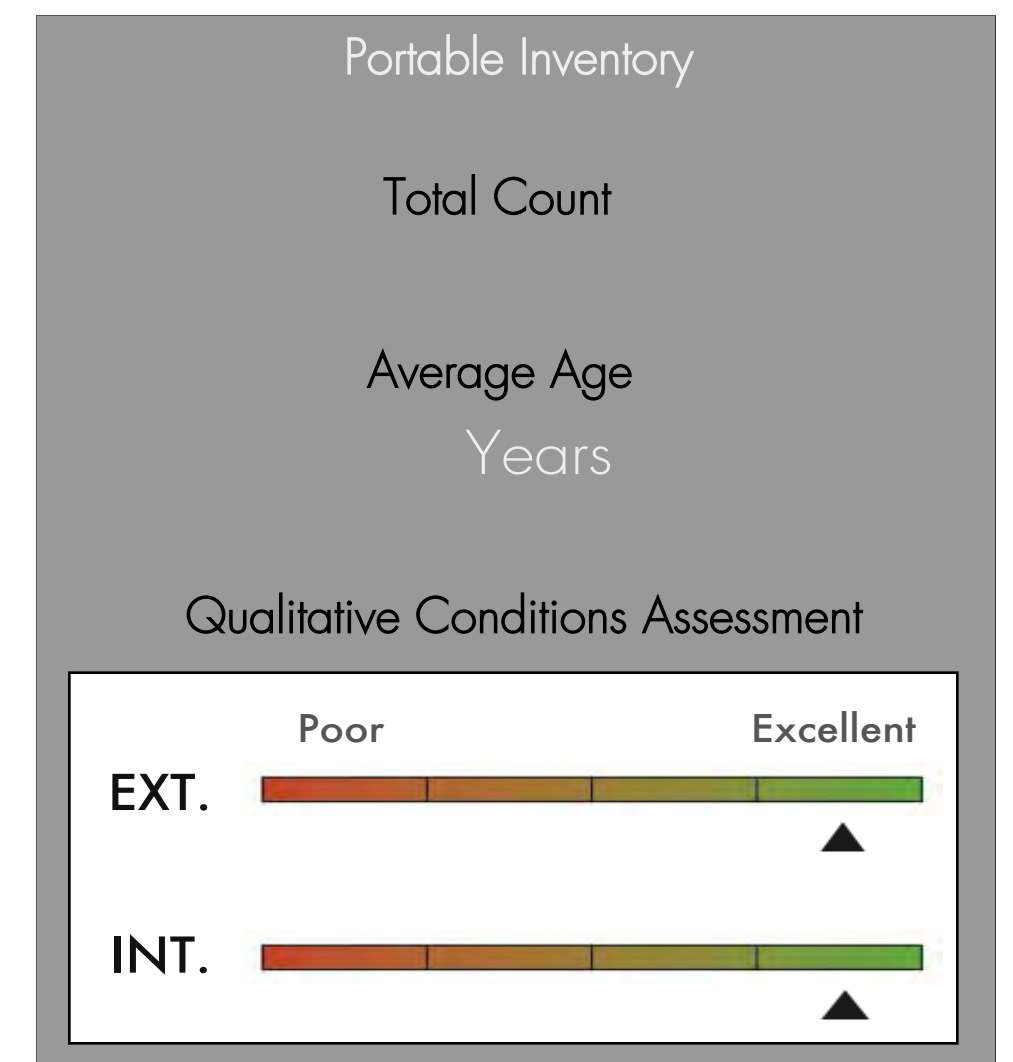 Portable Inventory
Total Count
Average Age
Years
Qualitative Conditions Assessment
Poor Excellent
EXT.
INT.